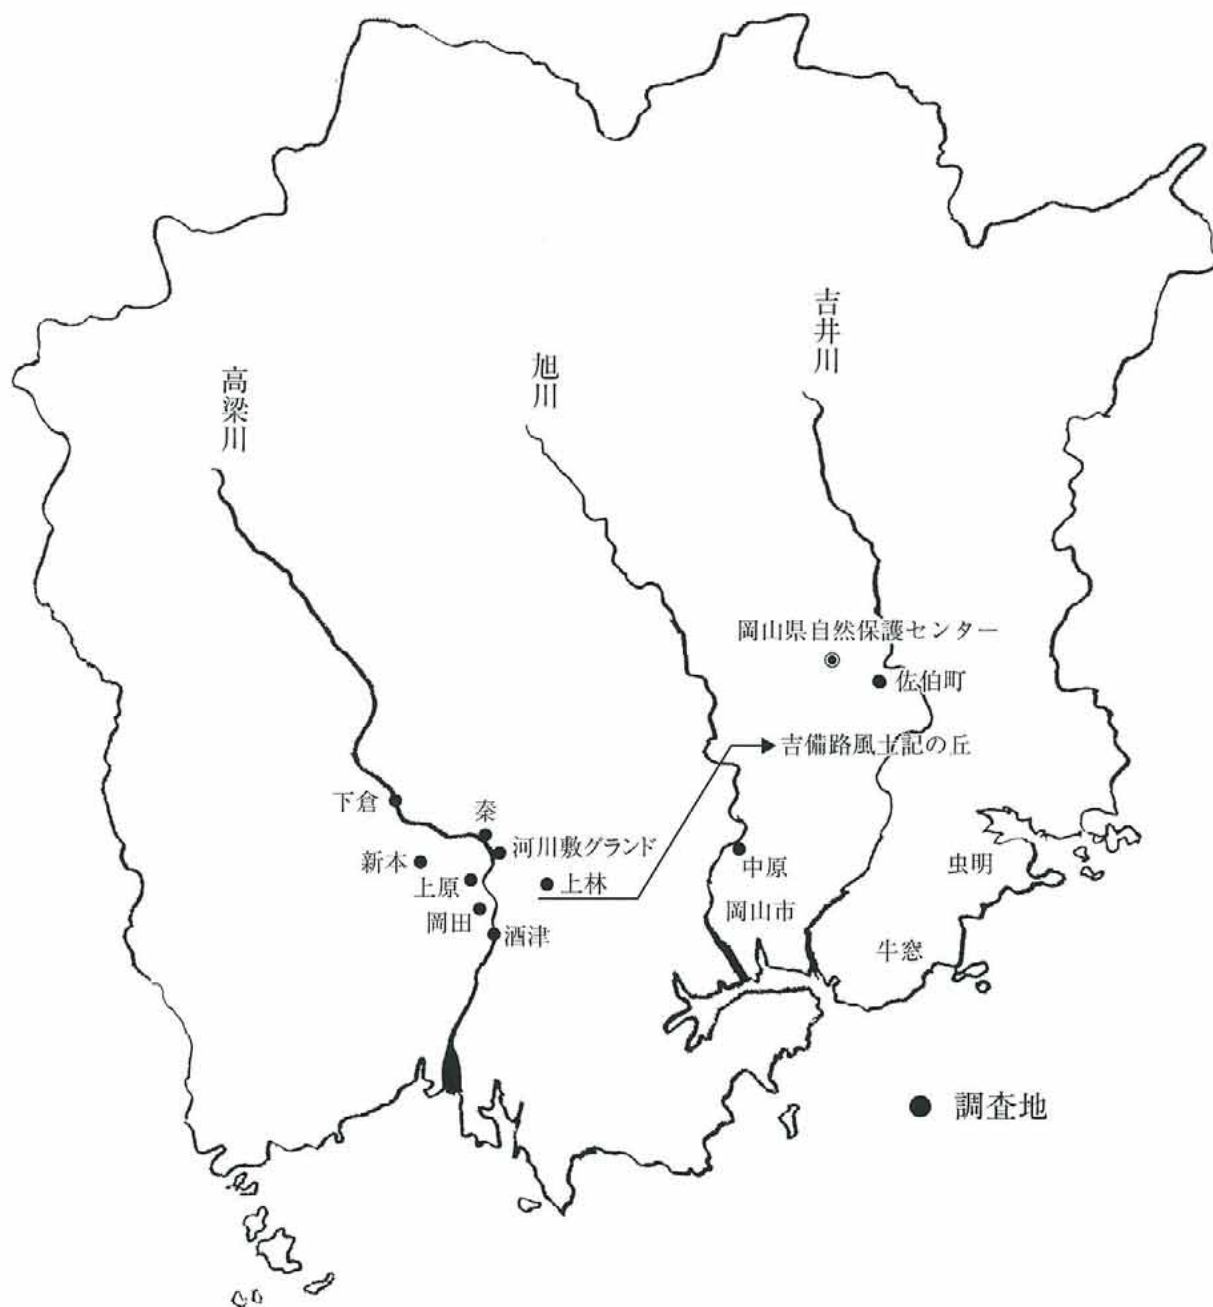 吉井川
旭川
高梁川
岡山県自然保護センター
佐伯町
吉備路風土記の丘
下倉
秦
河川敷グランド
中原
虫明
新本
上原
上林
岡田
岡山市
酒津
牛窓
● 調査地